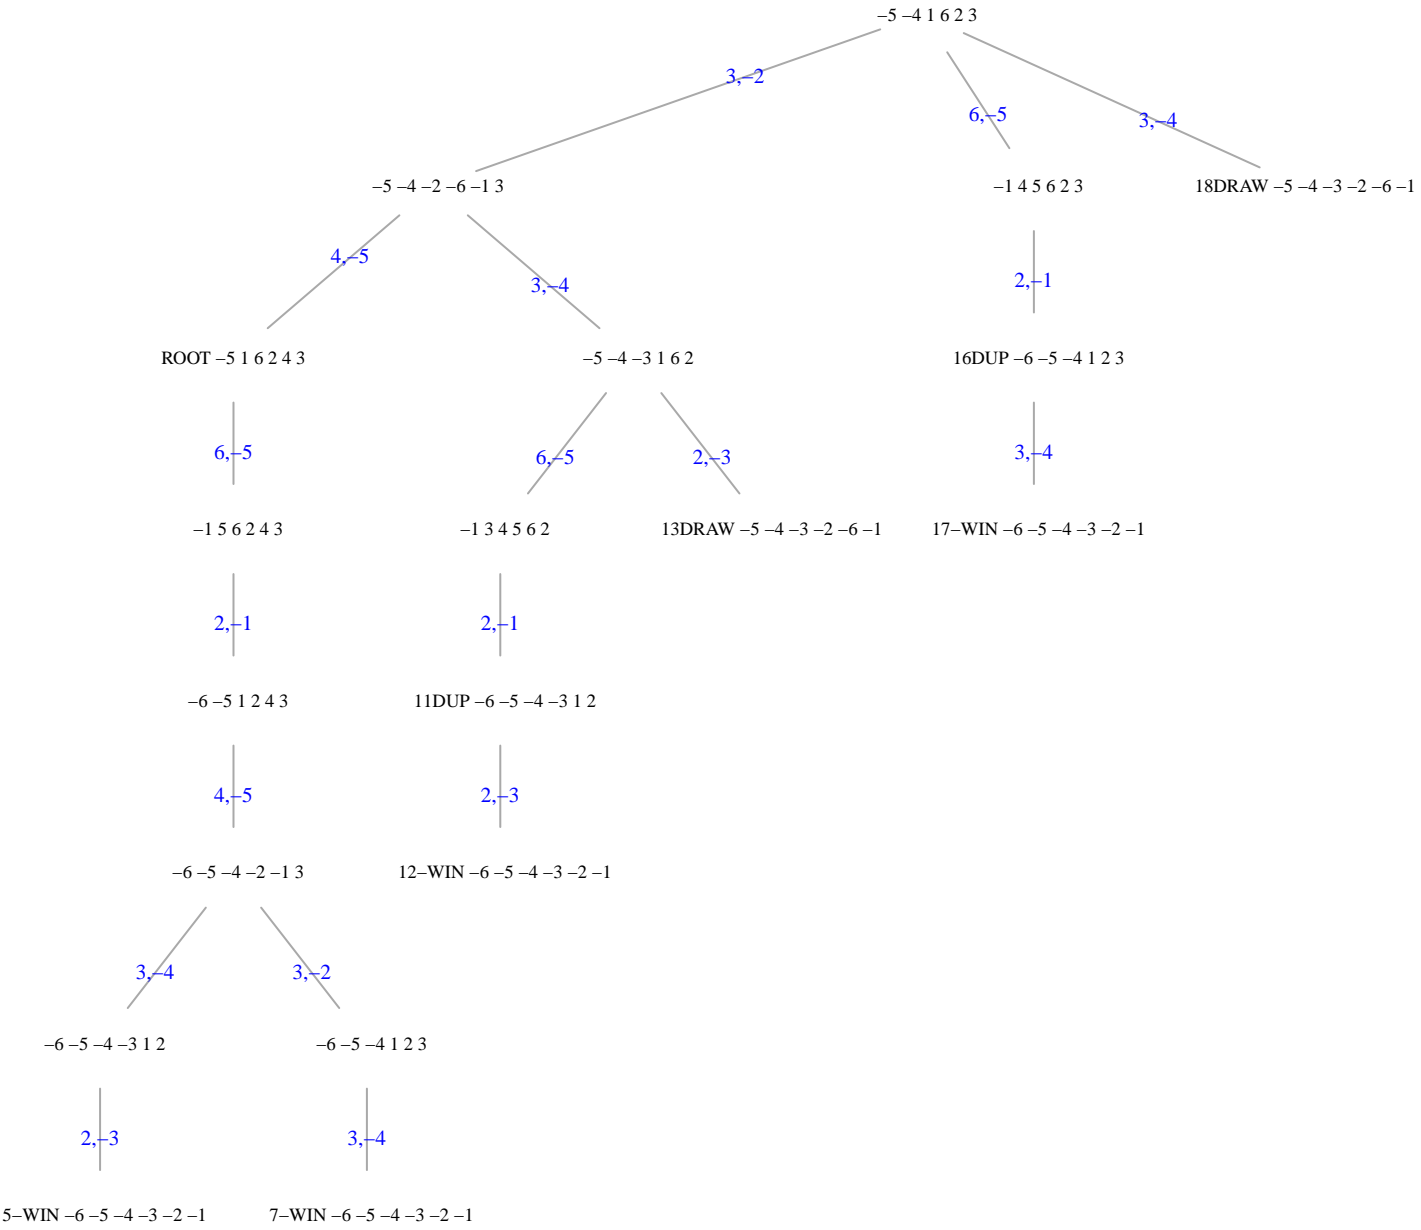 –5 –4 1 6 2 3
3,–2
6,–5
3,–4
–5 –4 –2 –6 –1 3
–1 4 5 6 2 3
18DRAW –5 –4 –3 –2 –6 –1
4,–5
3,–4
2,–1
ROOT –5 1 6 2 4 3
–5 –4 –3 1 6 2
16DUP –6 –5 –4 1 2 3
6,–5
6,–5
2,–3
3,–4
–1 5 6 2 4 3
–1 3 4 5 6 2
13DRAW –5 –4 –3 –2 –6 –1
17–WIN –6 –5 –4 –3 –2 –1
2,–1
2,–1
–6 –5 1 2 4 3
11DUP –6 –5 –4 –3 1 2
4,–5
2,–3
–6 –5 –4 –2 –1 3
12–WIN –6 –5 –4 –3 –2 –1
3,–4
3,–2
–6 –5 –4 –3 1 2
–6 –5 –4 1 2 3
2,–3
3,–4
5–WIN –6 –5 –4 –3 –2 –1
7–WIN –6 –5 –4 –3 –2 –1